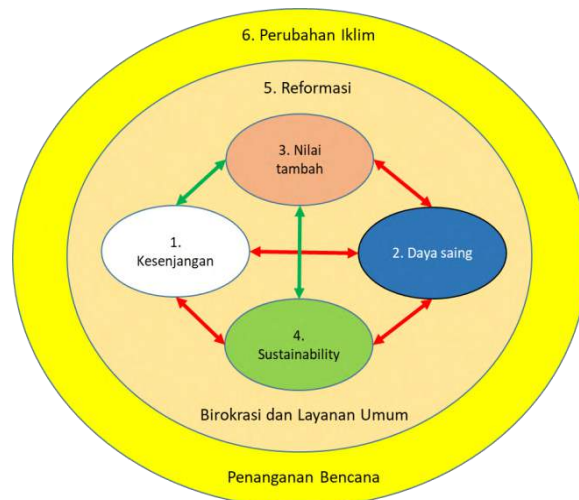 6. Perubahan Iklim
5. Reformasi
3. Nilai
tambah
1.
Kesenjangan
2. Daya saing
4.
Sustainability
Birokrasi dan Layanan Umum
Penanganan Bencana